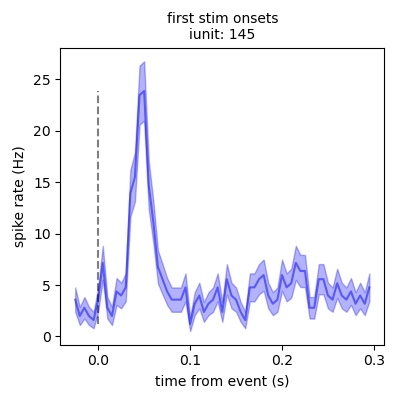 first stim onsets
iunit: 145
spike rate (Hz)
25
20
15
10
5
0
0.0 0.1 0.2 0.3
time from event (s)